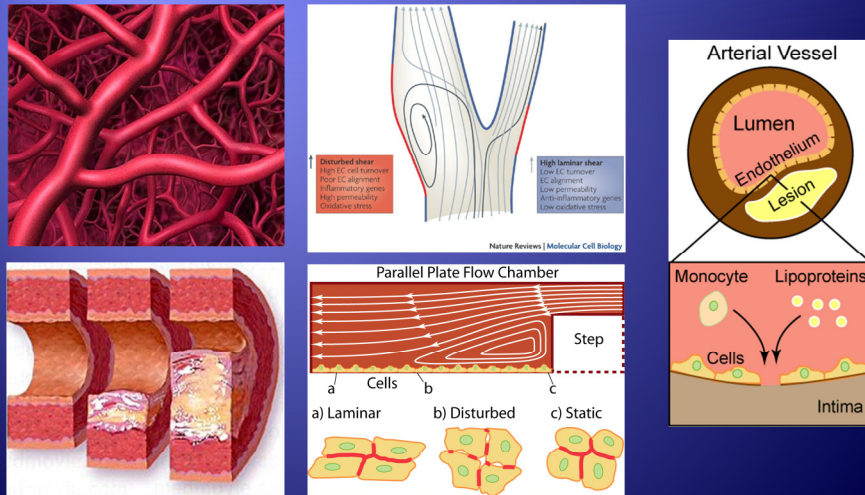 Disturbed shear
High EC cell turnover
Poor EC alignment
Inflammatory genes
High permeability
Oxidative stress
High laminar shear
Low EC turnover
EC alignment
Low permeability
Anti-inflammatory genes
Low oxidative stress
Nature Reviews | Molecular Cell Biology
Parallel Plate Flow Chamber
Step
Cells
a
b
c
a) Laminar
b) Disturbed
c) Static
Arterial Vessel
Lumen
Endothelium
Lesion
Monocyte
Lipoproteins
Cells
Intima